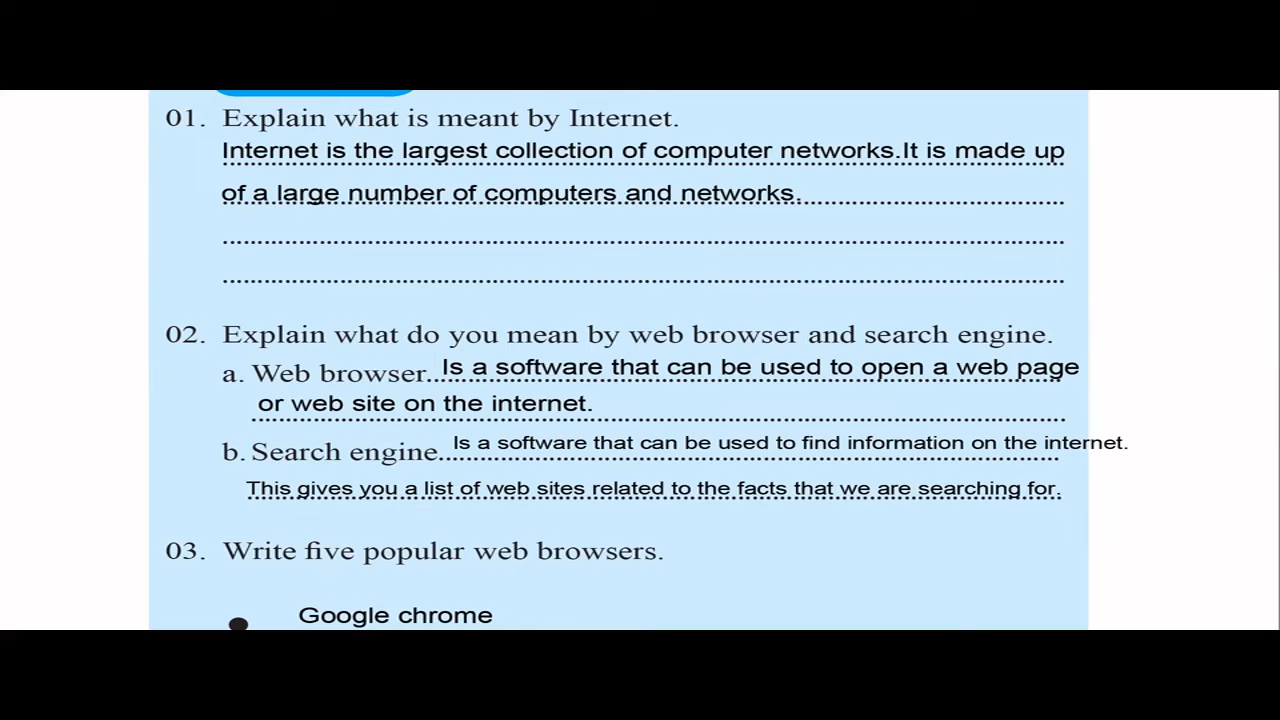 01. Explain what is meant by Internet.
Internet is the largest collection of computer networks.It is made up
of a large number of computers and networks.
02. Explain what do you mean by web browser and search engine.
a. Web browser Is a software that can be used to open a web page
or web site on the internet.
b. Search engine Is a software that can be used to find information on the internet.
This gives you a list of web sites related to the facts that we are searching for.
03. Write five popular web browsers.
● Google chrome